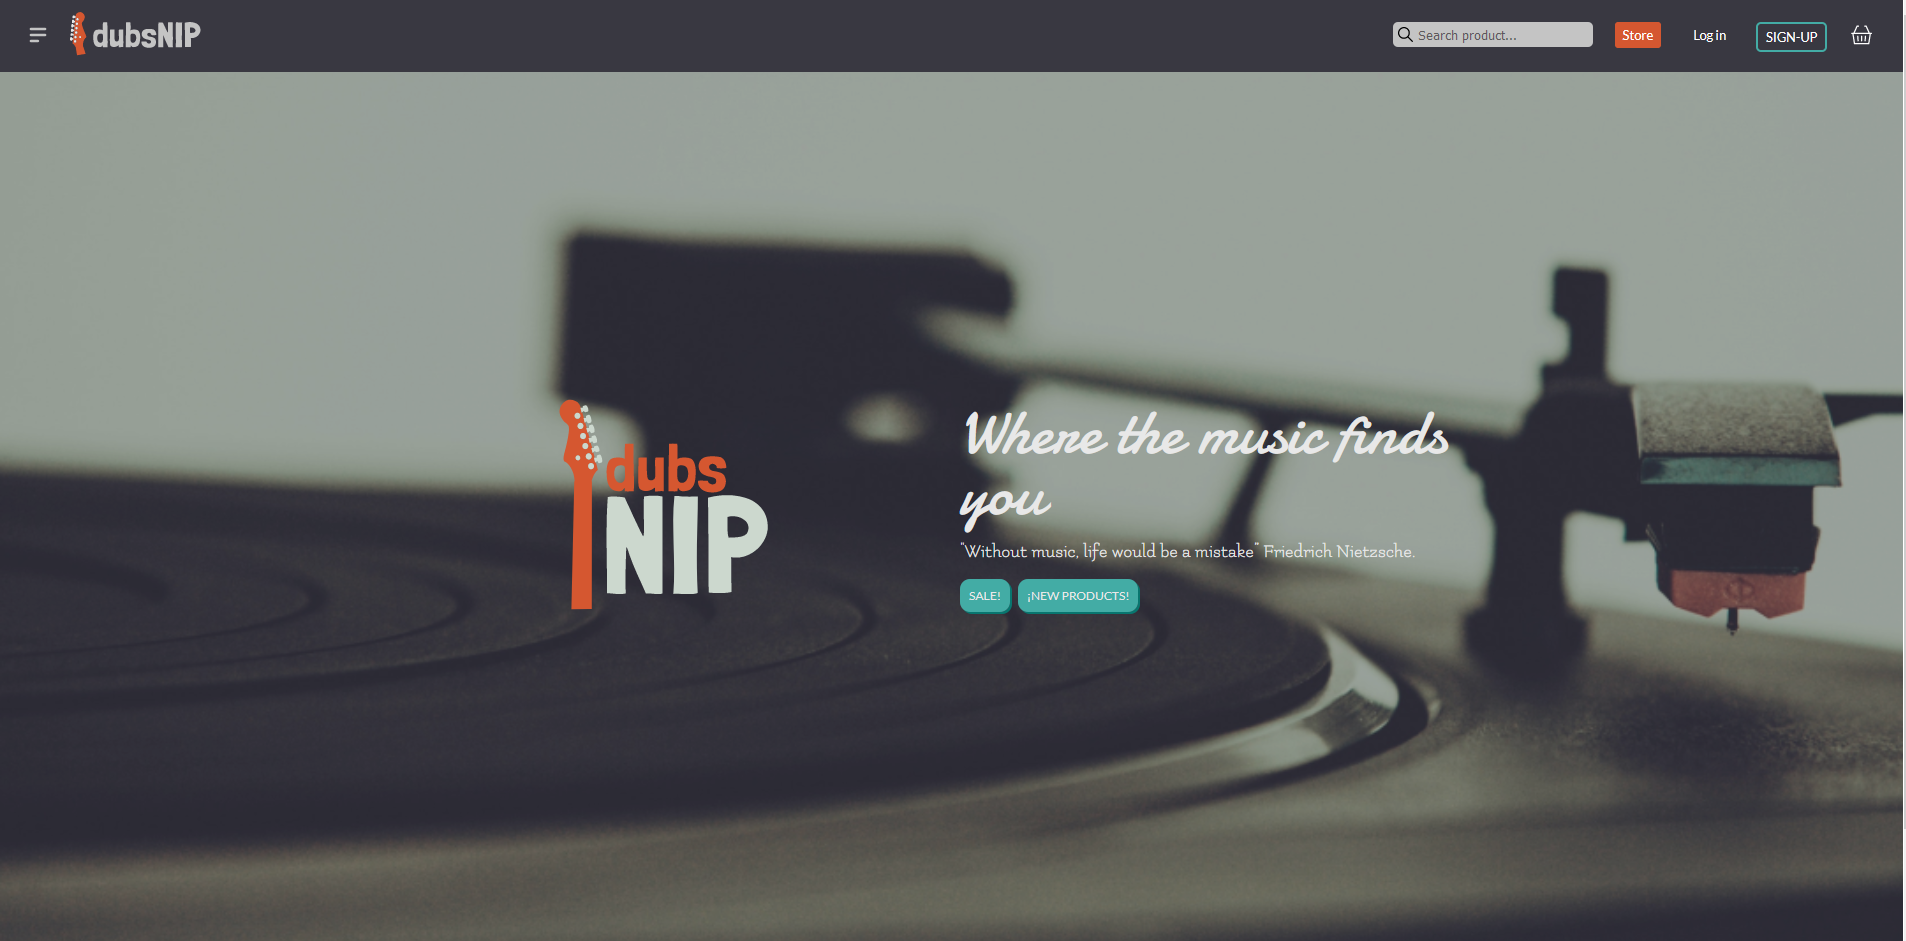 dubsNIP
Search product...
Store
Log in
SIGN-UP
dubs
NIP
Where the music finds
you
"Without music, life would be a mistake" Friedrich Nietzsche.
SALE!
¡NEW PRODUCTS!